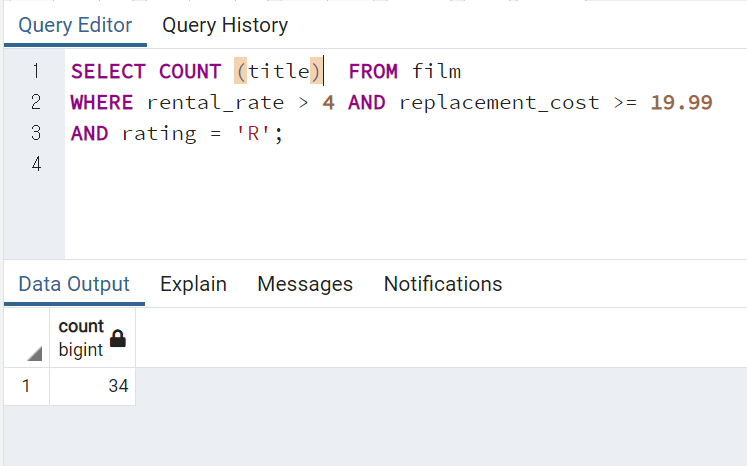 Query Editor Query History
1 SELECT COUNT (title) FROM film
2 WHERE rental_rate > 4 AND replacement_cost >= 19.99
3 AND rating = 'R';
4
Data Output Explain Messages Notifications
count
bigint
1 34